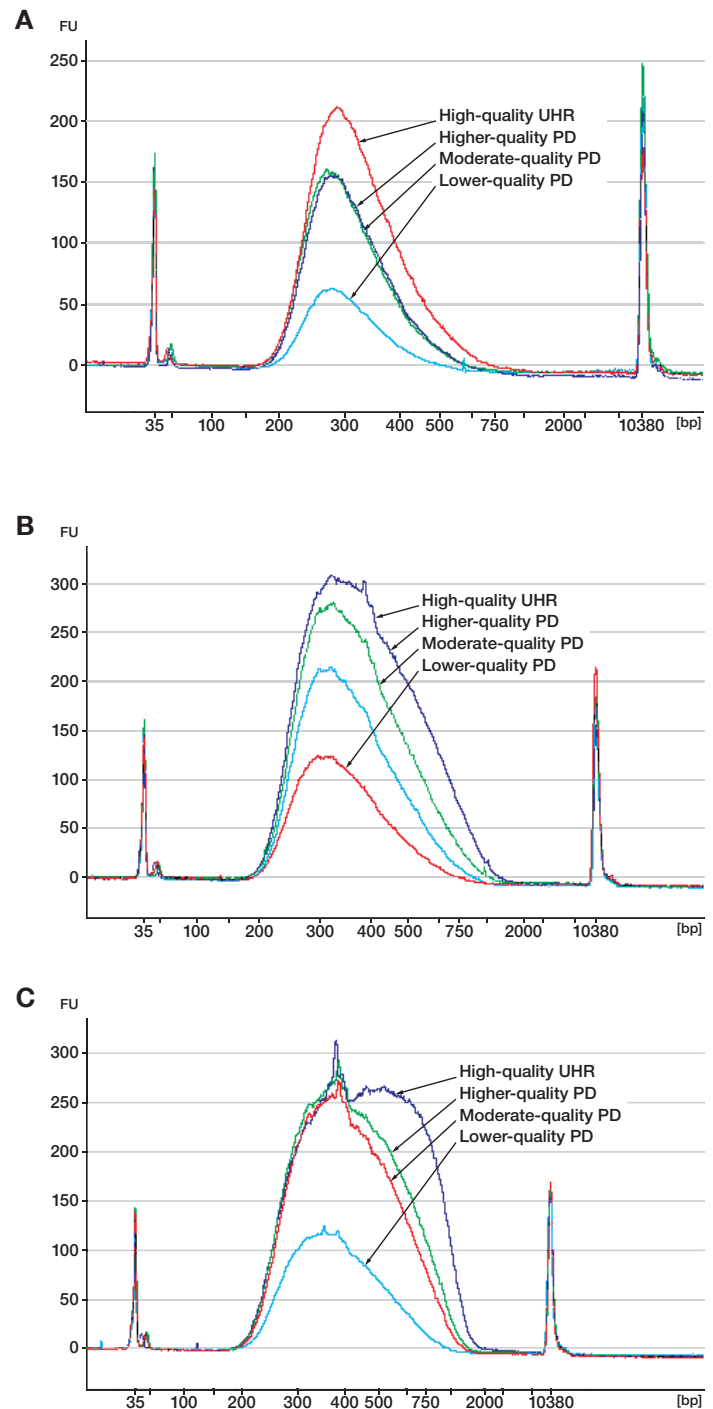 A
FU
250
200
150
100
50
0
High-quality UHR
Higher-quality PD
Moderate-quality PD
Lower-quality PD
35 100 200 300 400 500 750 2000 10380 [bp]
B
FU
300
250
200
150
100
50
0
High-quality UHR
Higher-quality PD
Moderate-quality PD
Lower-quality PD
35 100 200 300 400 500 750 2000 10380 [bp]
C
FU
300
250
200
150
100
50
0
High-quality UHR
Higher-quality PD
Moderate-quality PD
Lower-quality PD
35 100 200 300 400 500 750 2000 10380 [bp]